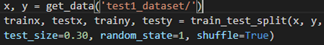 x, y = get_data('test1_dataset/')
trainx, testx, trainy, testy = train_test_split(x, y,
test_size=0.30, random_state=1, shuffle=True)